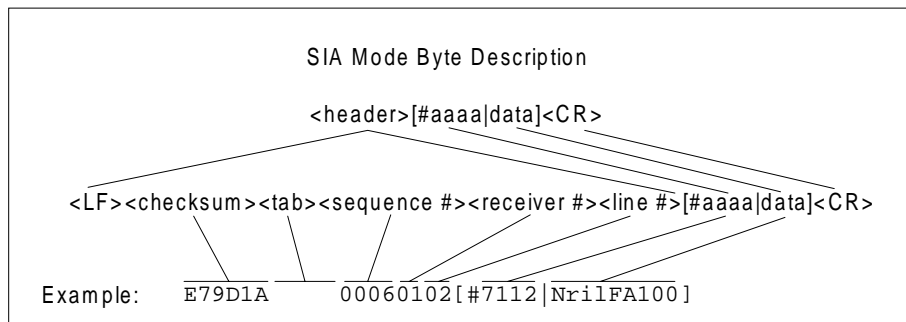 SIA Mode Byte Description
<header>[#aaaa|data]<CR>
<LF><checksum><tab><sequence #><receiver #><line #>[#aaaa|data]<CR>
Example: E79D1A 00060102[#7112|Nri1FA100]